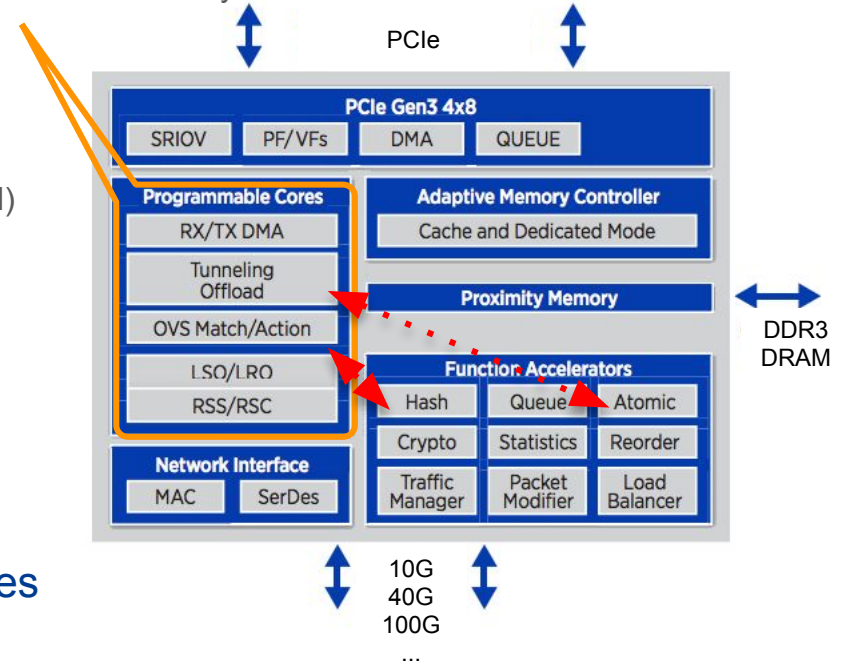 y
PCIe
PCIe Gen3 4x8
SRIOV
PF/VFs
DMA
QUEUE
)
Programmable Cores
RX/TX DMA
Tunneling
Offload
OVS Match/Action
LSO/LRO
RSS/RSC
Adaptive Memory Controller
Cache and Dedicated Mode
Proximity Memory
DDR3
DRAM
Function Accelerators
Hash
Queue
Atomic
Crypto
Statistics
Reorder
Traffic
Manager
Packet
Modifier
Load
Balancer
Network Interface
MAC
SerDes
es
10G
40G
100G
...